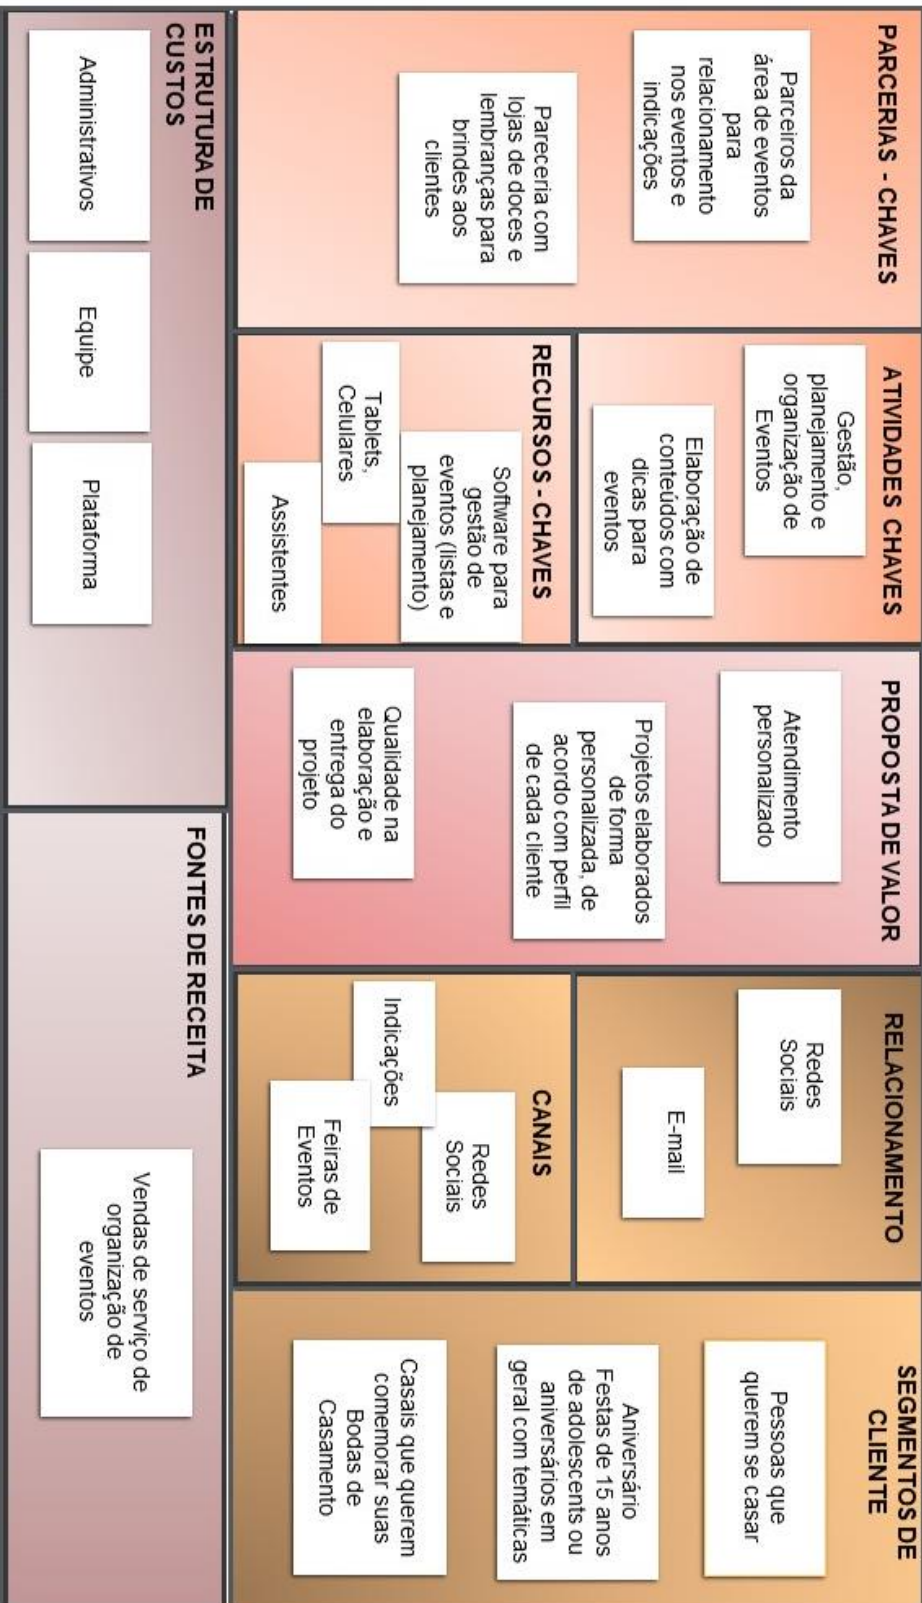 PARCERIAS - CHAVES
Parceiros da
área de eventos
para
relacionamento
nos eventos e
indicações
Pareceria com
lojas de doces e
lembranças para
brindes aos
clientes
ATIVIDADES CHAVES
Gestão,
planejamento e
organização de
Eventos
Elaboração de
conteúdos com
dicas para
eventos
RECURSOS - CHAVES
Software para
gestão de
eventos (listas e
planejamento)
Tablets,
Celulares
Assistentes
PROPOSTA DE VALOR
Atendimento
personalizado
Projetos elaborados
de forma
personalizada, de
acordo com perfil
de cada cliente
Qualidade na
elaboração e
entrega do
projeto
RELACIONAMENTO
Redes
Sociais
E-mail
CANAIS
Redes
Sociais
Indicações
Feiras de
Eventos
SEGMENTOS DE
CLIENTE
Pessoas que
querem se casar
Aniversário
Festas de 15 anos
de adolescents ou
aniversários em
geral com temáticas
Casais que querem
comemorar suas
Bodas de
Casamento
ESTRUTURA DE
CUSTOS
Administrativos
Equipe
Plataforma
FONTES DE RECEITA
Vendas de serviço de
organização de
eventos